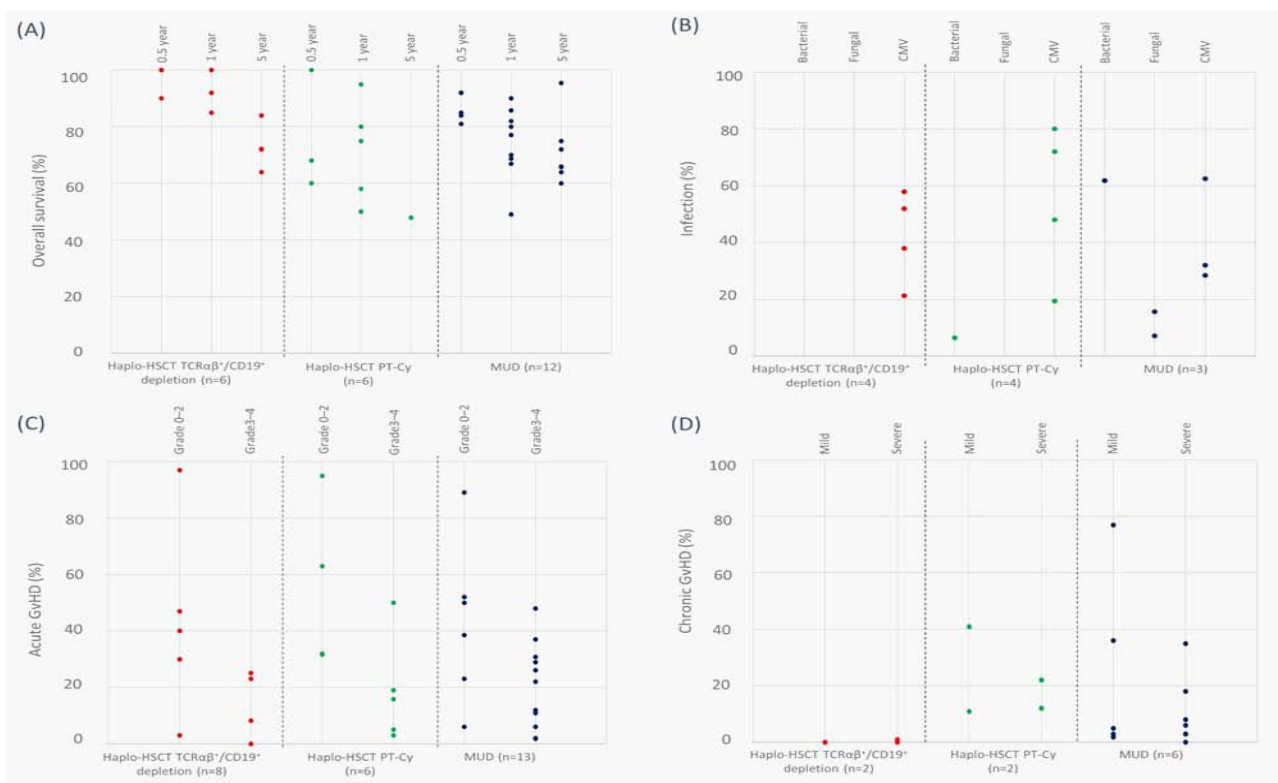 (A)
0.5 year
1 year
5 year
0.5 year
1 year
5 year
0.5 year
1 year
5 year
Overall survival (%)
100
80
60
40
20
0
Haplo-HSCT TCRαβ⁺/CD19⁺
depletion (n=6)
Haplo-HSCT PT-Cy
(n=6)
MUD (n=12)
(B)
Bacterial
Fungal
CMV
Bacterial
Fungal
CMV
Bacterial
Fungal
CMV
Infection (%)
100
80
60
40
20
0
Haplo-HSCT TCRαβ⁺/CD19⁺
depletion (n=4)
Haplo-HSCT PT-Cy
(n=4)
MUD (n=3)
(C)
Grade 0–2
Grade3–4
Grade 0–2
Grade3–4
Grade 0–2
Grade3–4
Acute GvHD (%)
100
80
60
40
20
0
Haplo-HSCT TCRαβ⁺/CD19⁺
depletion (n=8)
Haplo-HSCT PT-Cy
(n=6)
MUD (n=13)
(D)
Mild
Severe
Mild
Severe
Mild
Severe
Chronic GvHD (%)
100
80
60
40
20
0
Haplo-HSCT TCRαβ⁺/CD19⁺
depletion (n=2)
Haplo-HSCT PT-Cy
(n=2)
MUD (n=6)